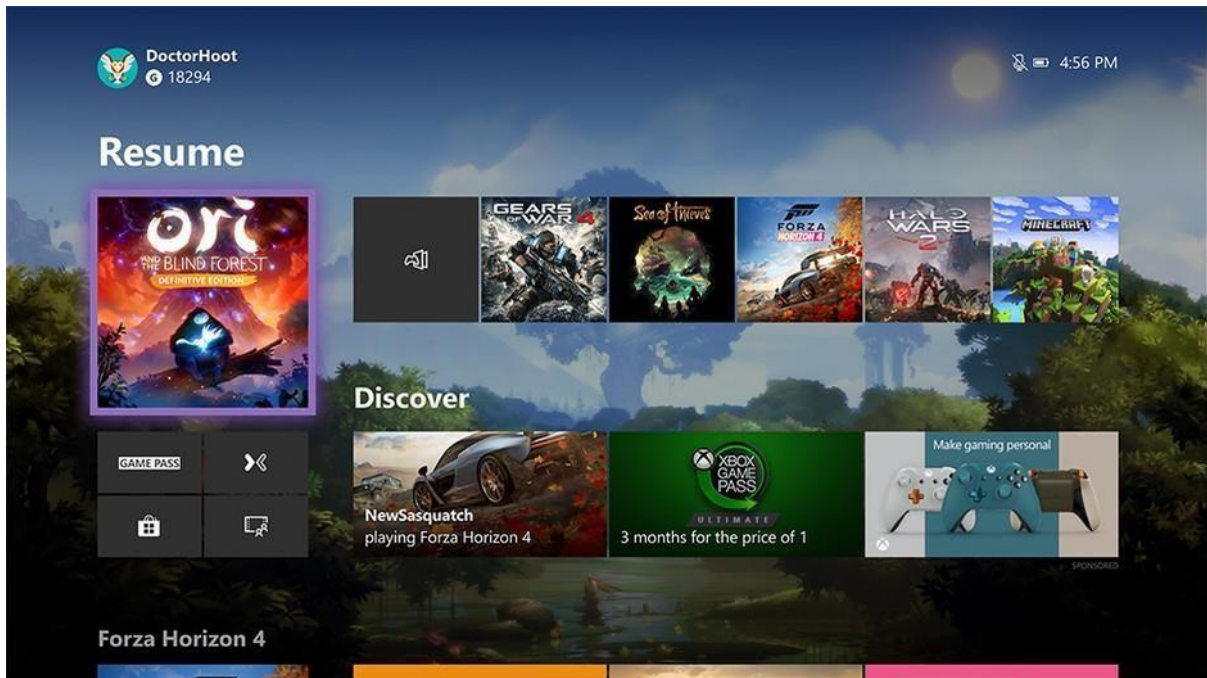 DoctorHoot
G 18294
4:56 PM
Resume
ori
AND THE BLIND FOREST
DEFINITIVE EDITION
GEARS
OF WAR 4
Sea of Thieves
FORZA
HORIZON 4
HALO
WARS
2
MINECRAFT
Discover
GAME PASS
NewSasquatch
playing Forza Horizon 4
XBOX
GAME
PASS
ULTIMATE
3 months for the price of 1
Make gaming personal
SPONSORED
Forza Horizon 4